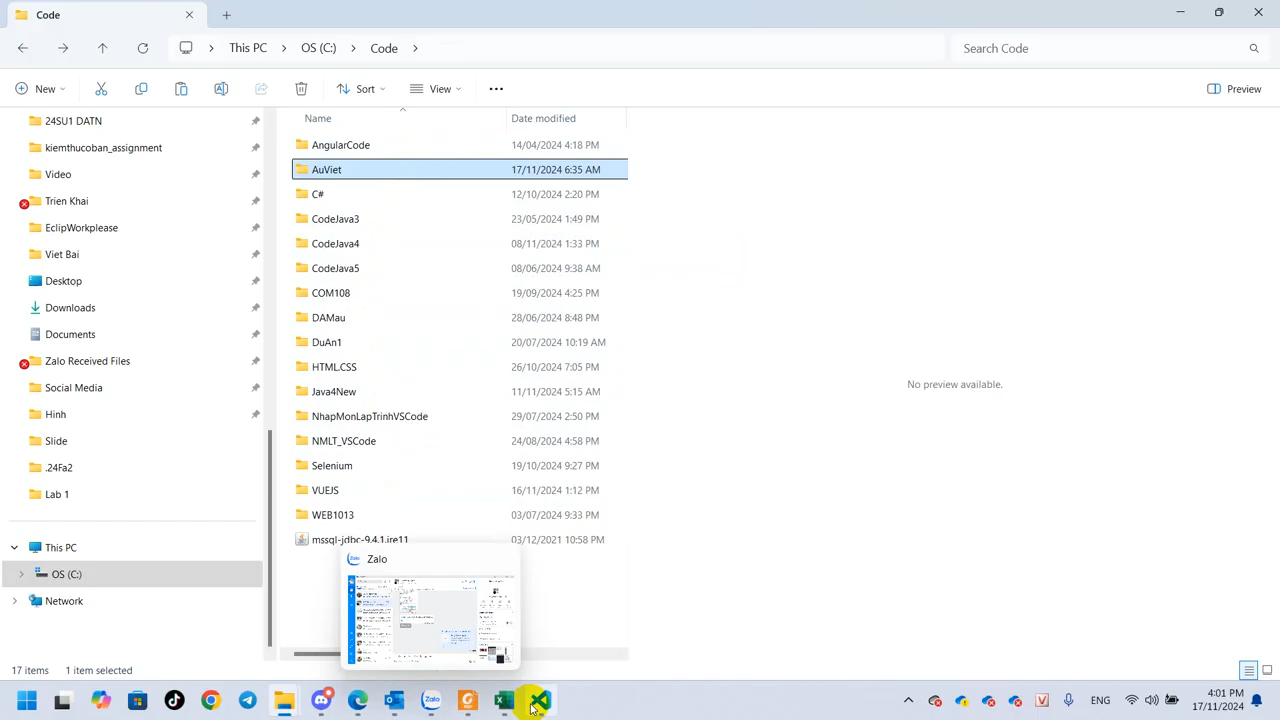 Code
This PC
OS (C:)
Code
Search Code
New
Sort
View
Preview
24SU1 DATN
kiemthucoban_assignment
Video
Trien Khai
EclipWorkplease
Viet Bai
Desktop
Downloads
Documents
Zalo Received Files
Social Media
Hinh
Slide
.24Fa2
Lab 1
This PC
OS (C:)
Network
Name Date modified
AngularCode 14/04/2024 4:18 PM
AuViet 17/11/2024 6:35 AM
C# 12/10/2024 2:20 PM
CodeJava3 23/05/2024 1:49 PM
CodeJava4 08/11/2024 1:33 PM
CodeJava5 08/06/2024 9:38 AM
COM108 19/09/2024 4:25 PM
DAMau 28/06/2024 8:48 PM
DuAn1 20/07/2024 10:19 AM
HTML.CSS 26/10/2024 7:05 PM
Java4New 11/11/2024 5:15 AM
NhapMonLapTrinhVSCode 29/07/2024 2:50 PM
NMLT_VSCode 24/08/2024 4:58 PM
Selenium 19/10/2024 9:27 PM
VUEJS 16/11/2024 1:12 PM
WEB1013 03/07/2024 9:33 PM
mssql-jdbc-9.4.1.jre11 03/12/2021 10:58 PM
No preview available.
Zalo Zalo
17 items 1 item selected
Zalo
ENG
4:01 PM
17/11/2024